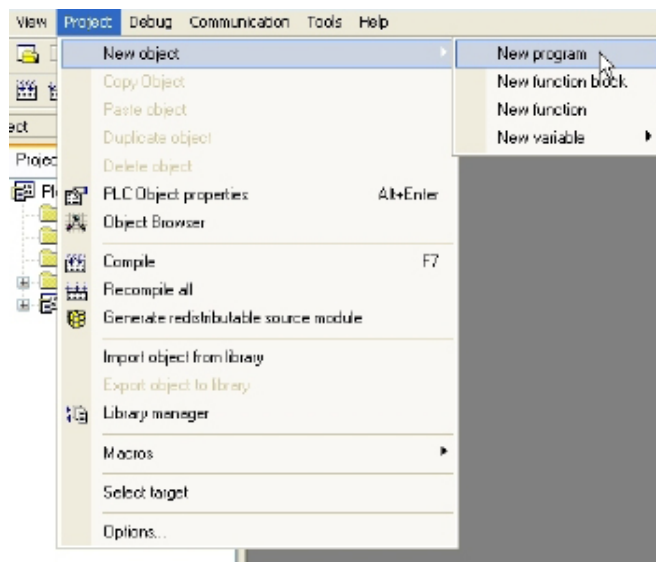 View Project Debug Communication Tools Help
New object
New program
Copy Object
New function block
Paste object
New function
Duplicate object
New variable
Delete object
Projec
PLC Object properties Alt+Enter
Object Browser
Compile F7
Recompile all
Generate redistributable source module
Import object from library
Export object to library
Library manager
Macros
Select target
Options...